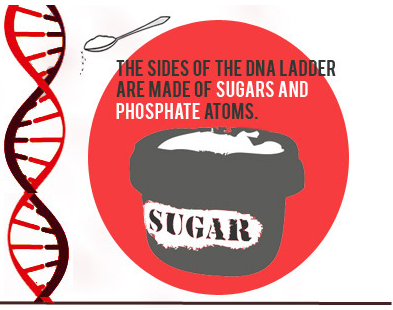 THE SIDES OF THE DNA LADDER
ARE MADE OF SUGARS AND
PHOSPHATE ATOMS.
SUGAR